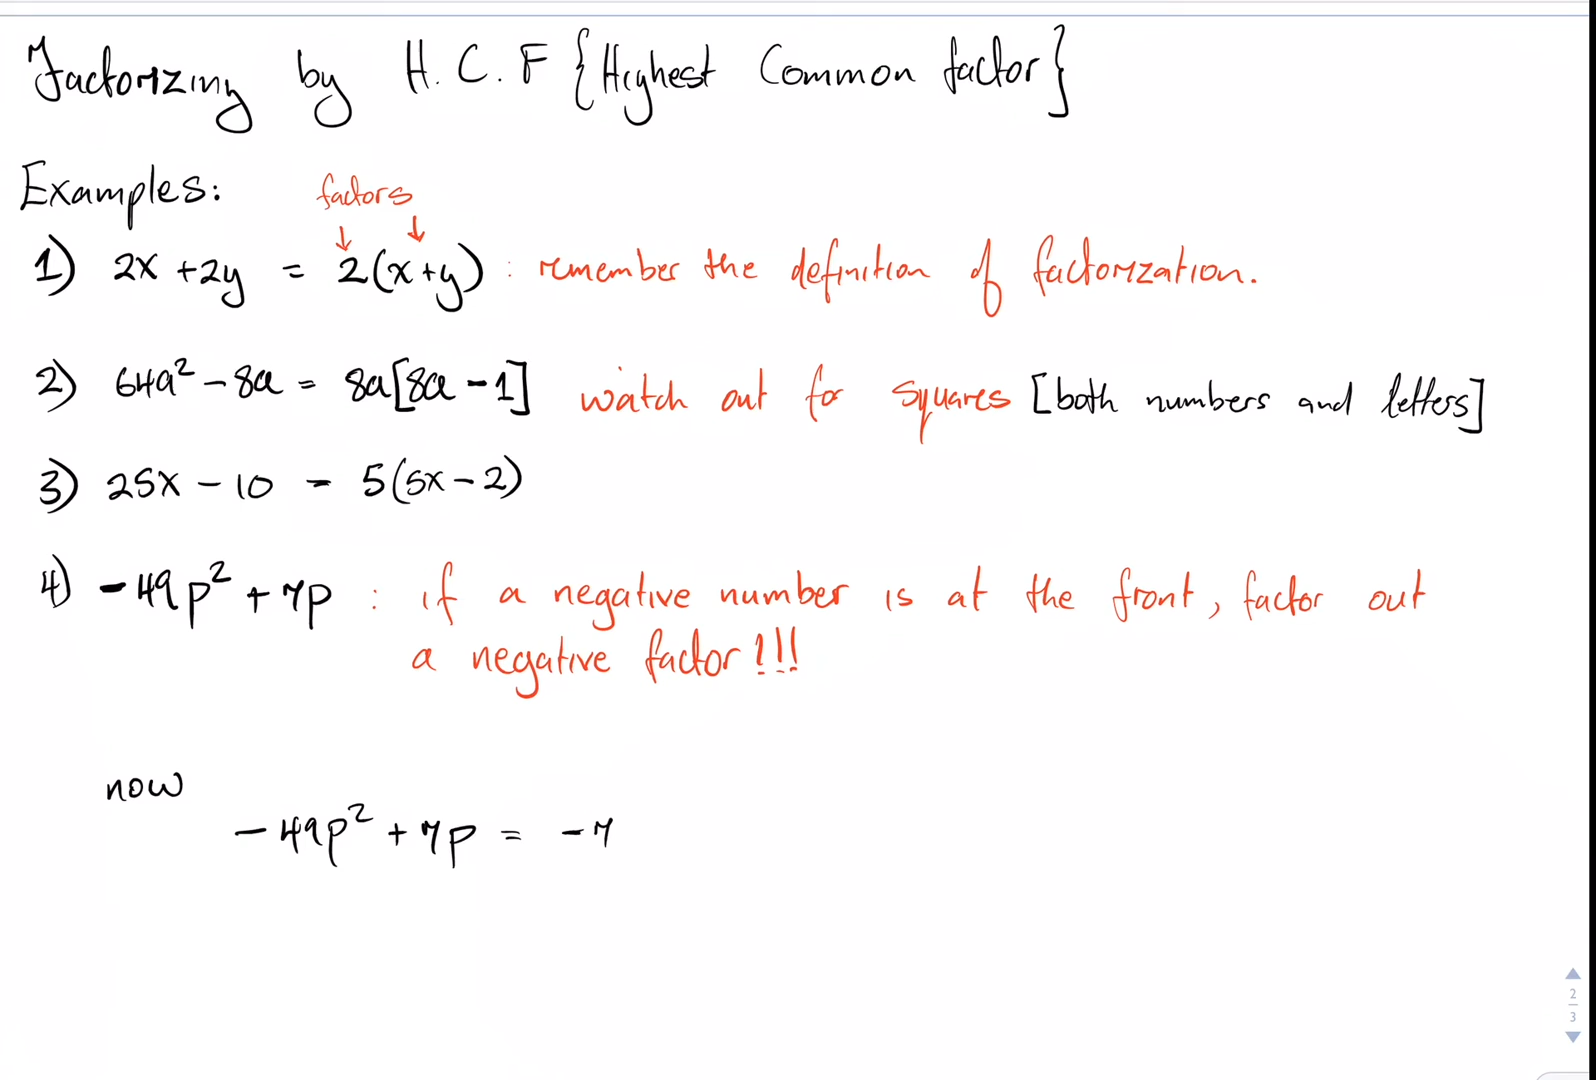 Factorizing by H.C.F {Highest Common factor}
Examples:
factors
1) 2x + 2y = 2(x+y) : remember the definition of factorization.
2) 64a² - 8a = 8a[8a - 1] watch out for squares [both numbers and letters]
3) 25x - 10 - 5(5x - 2)
4) - 49p² + 7p : if a negative number is at the front, factor out
a negative factor!!!
now
- 49p² + 7p = - 7
2
3